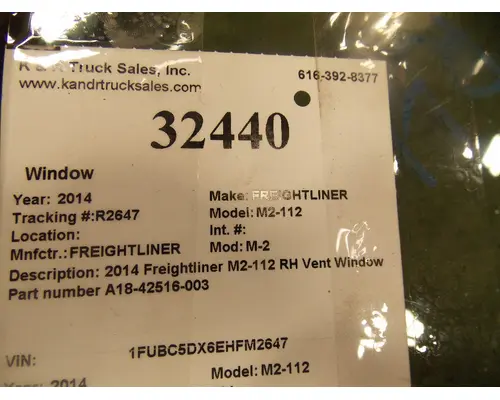 K & R Truck Sales, Inc. 616-392-8377
www.kandrtrucksales.com
32440
Window
Year: 2014 Make: FREIGHTLINER
Tracking #:R2647 Model: M2-112
Location: Int. #:
Mnfctr.:FREIGHTLINER Mod: M-2
Description: 2014 Freightliner M2-112 RH Vent Window
Part number A18-42516-003
VIN: 1FUBC5DX6EHFM2647
Year: 2014 Model: M2-112